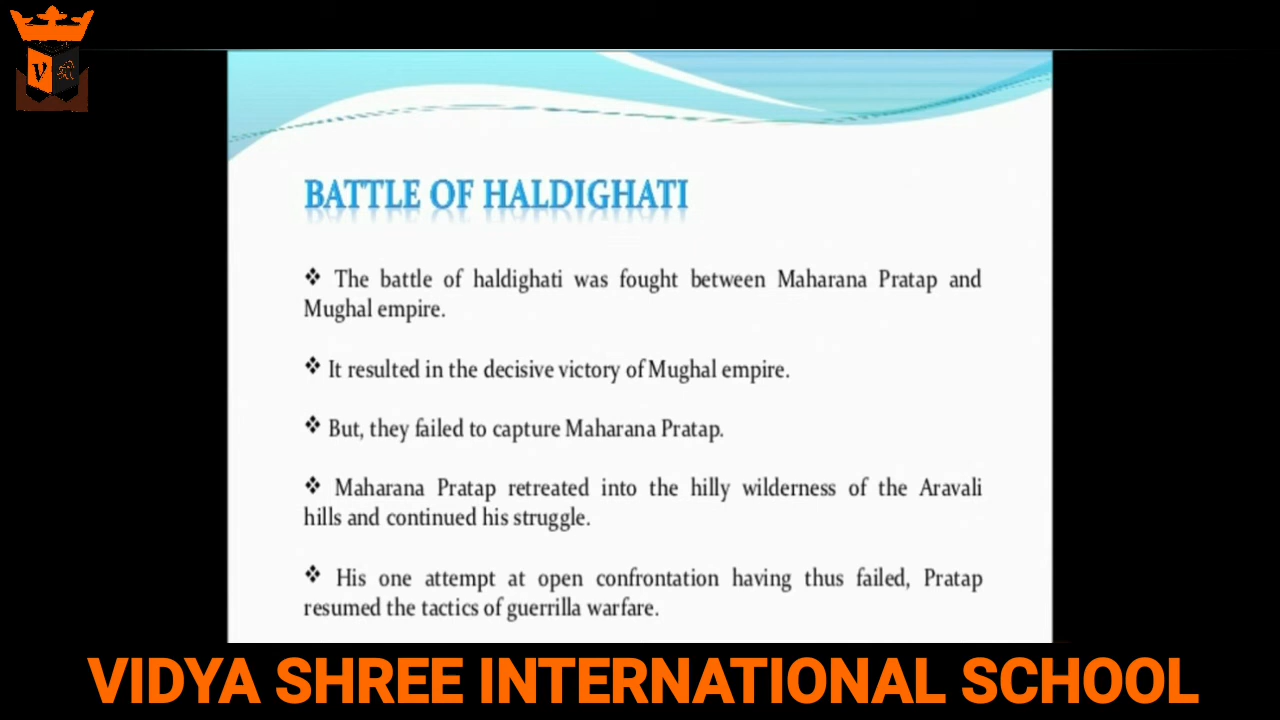 BATTLE OF HALDIGHATI
❖ The battle of haldighati was fought between Maharana Pratap and
Mughal empire.
❖ It resulted in the decisive victory of Mughal empire.
❖ But, they failed to capture Maharana Pratap.
❖ Maharana Pratap retreated into the hilly wilderness of the Aravali
hills and continued his struggle.
❖ His one attempt at open confrontation having thus failed, Pratap
resumed the tactics of guerrilla warfare.
VIDYA SHREE INTERNATIONAL SCHOOL